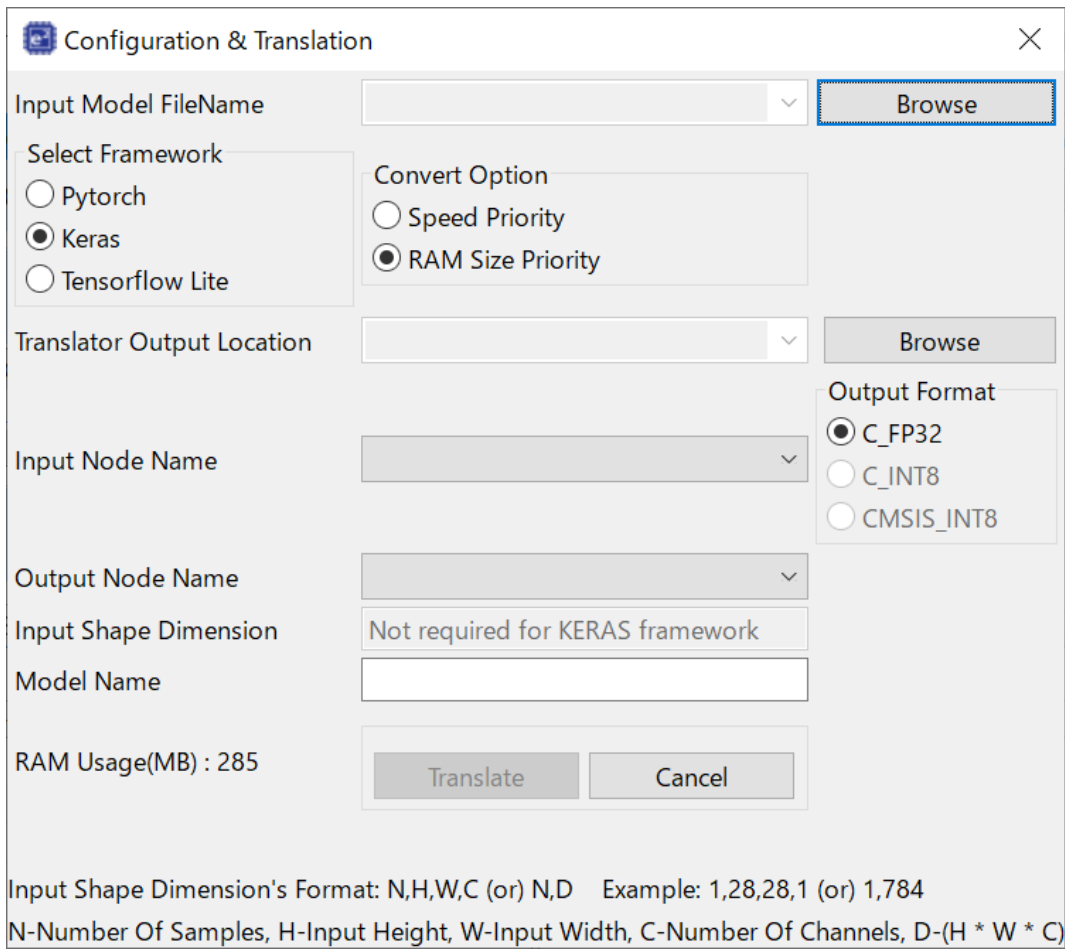 Configuration & Translation
Input Model FileName
Browse
Select Framework
Pytorch
Keras
Tensorflow Lite
Convert Option
Speed Priority
RAM Size Priority
Translator Output Location
Browse
Output Format
C_FP32
C_INT8
CMSIS_INT8
Input Node Name
Output Node Name
Input Shape Dimension
Not required for KERAS framework
Model Name
RAM Usage(MB) : 285
Translate
Cancel
Input Shape Dimension's Format: N,H,W,C (or) N,D Example: 1,28,28,1 (or) 1,784
N-Number Of Samples, H-Input Height, W-Input Width, C-Number Of Channels, D-(H * W * C)